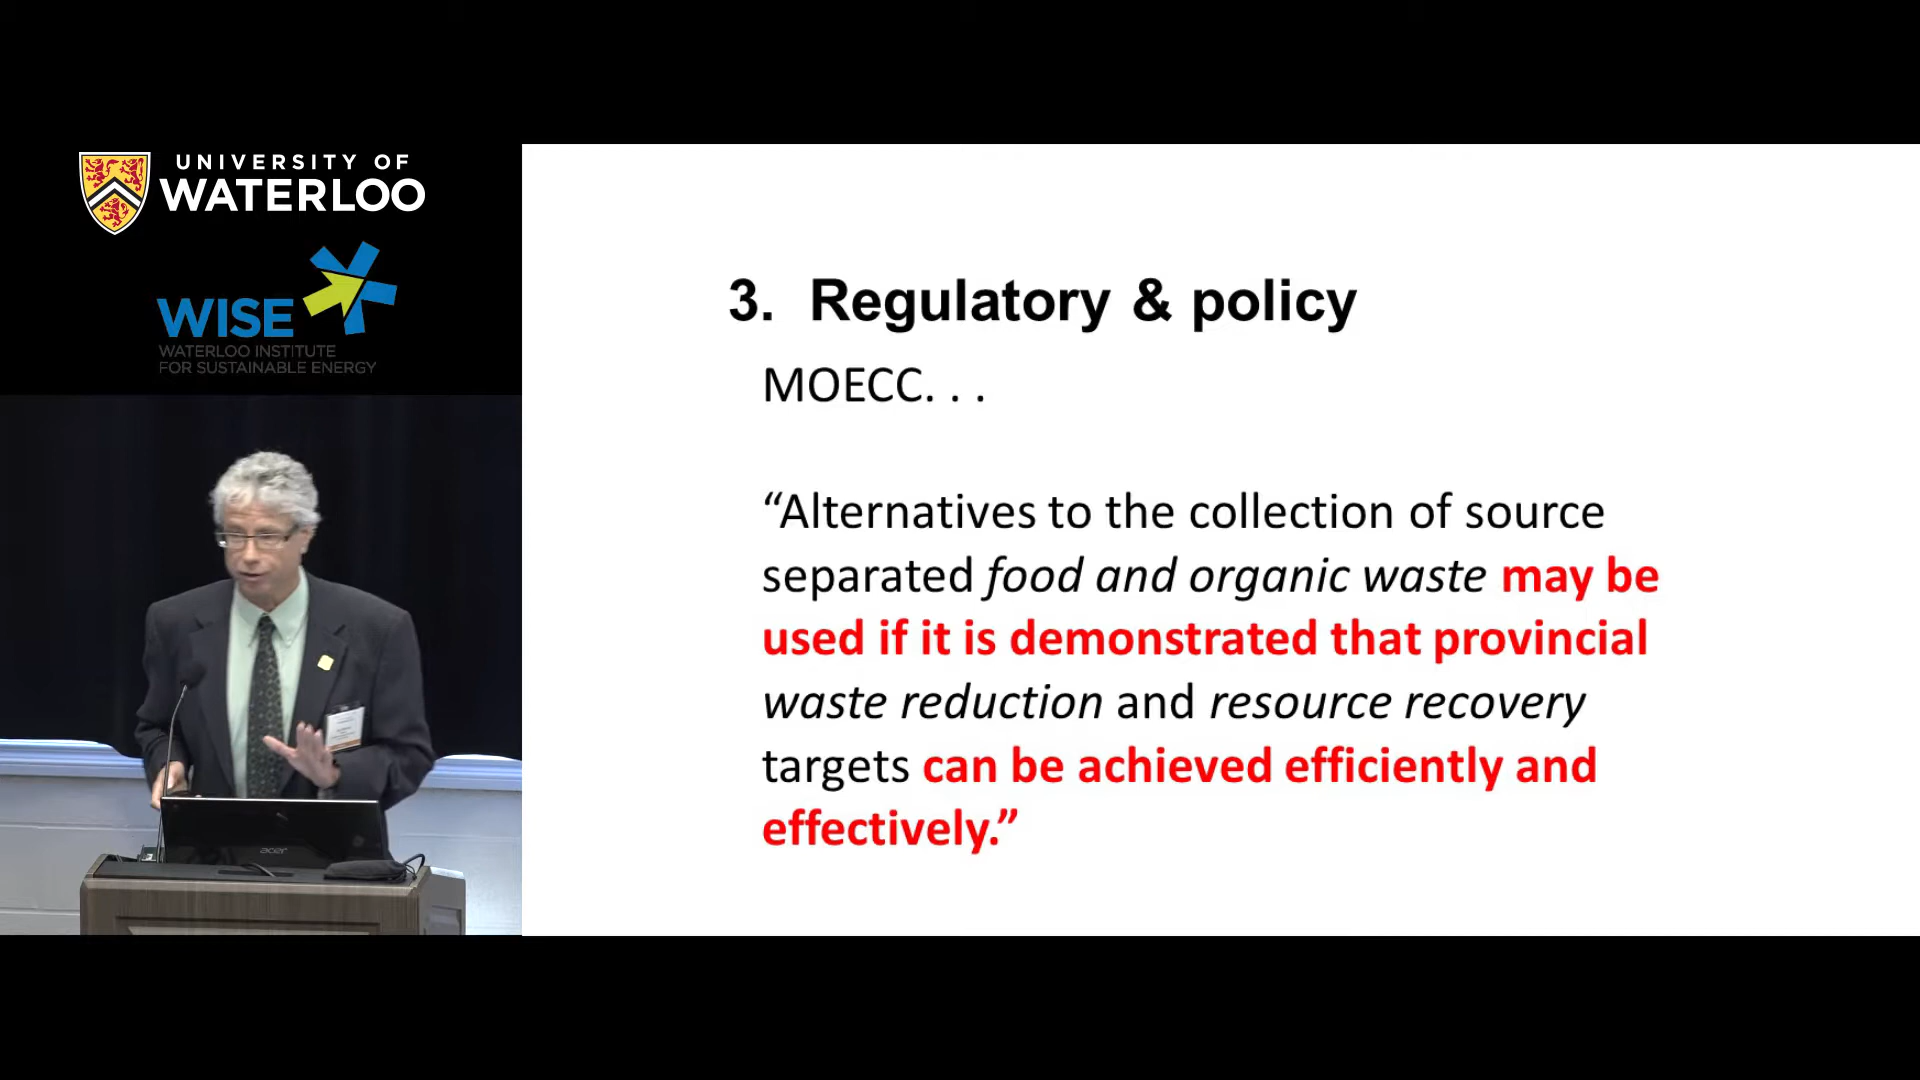 UNIVERSITY OF
WATERLOO
WISE
WATERLOO INSTITUTE
FOR SUSTAINABLE ENERGY
3. Regulatory & policy
MOECC. . .
“Alternatives to the collection of source
separated food and organic waste may be
used if it is demonstrated that provincial
waste reduction and resource recovery
targets can be achieved efficiently and
effectively.”
acer